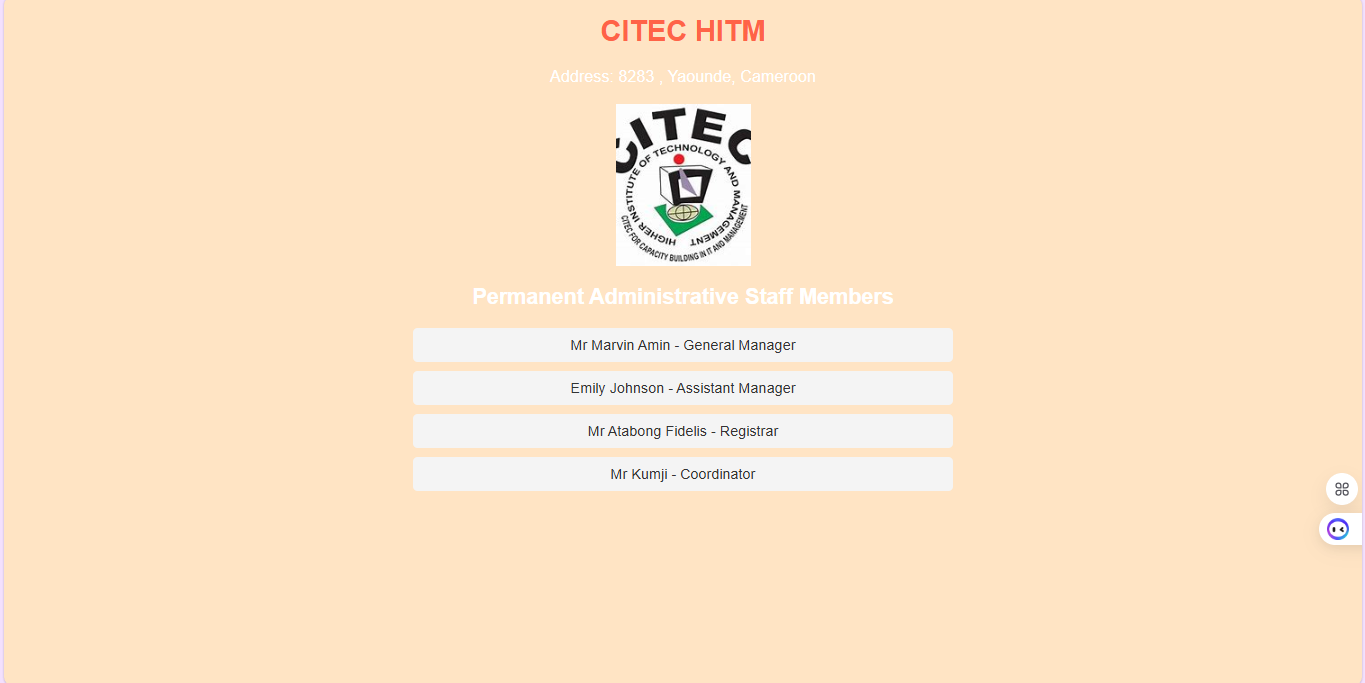 CITEC HITM
Address: 8283 , Yaounde, Cameroon
CITEC
HIGHER INSTITUTE OF TECHNOLOGY AND MANAGEMENT
CITEC FOR CAPACITY BUILDING IN IT AND MANAGEMENT
Permanent Administrative Staff Members
Mr Marvin Amin - General Manager
Emily Johnson - Assistant Manager
Mr Atabong Fidelis - Registrar
Mr Kumji - Coordinator